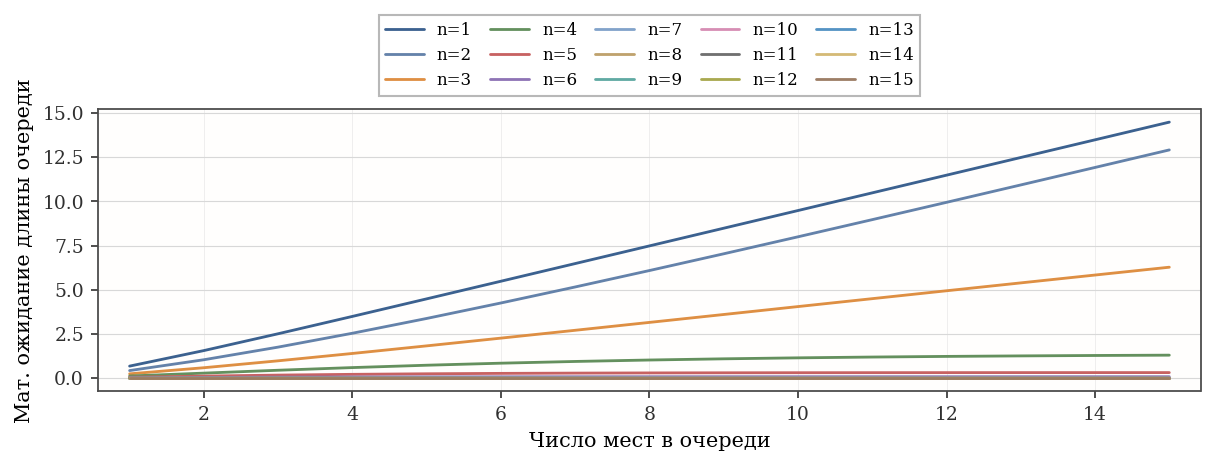 n=1 n=4 n=7 n=10 n=13
n=2 n=5 n=8 n=11 n=14
n=3 n=6 n=9 n=12 n=15
Мат. ожидание длины очереди
15.0
12.5
10.0
7.5
5.0
2.5
0.0
2 4 6 8 10 12 14
Число мест в очереди